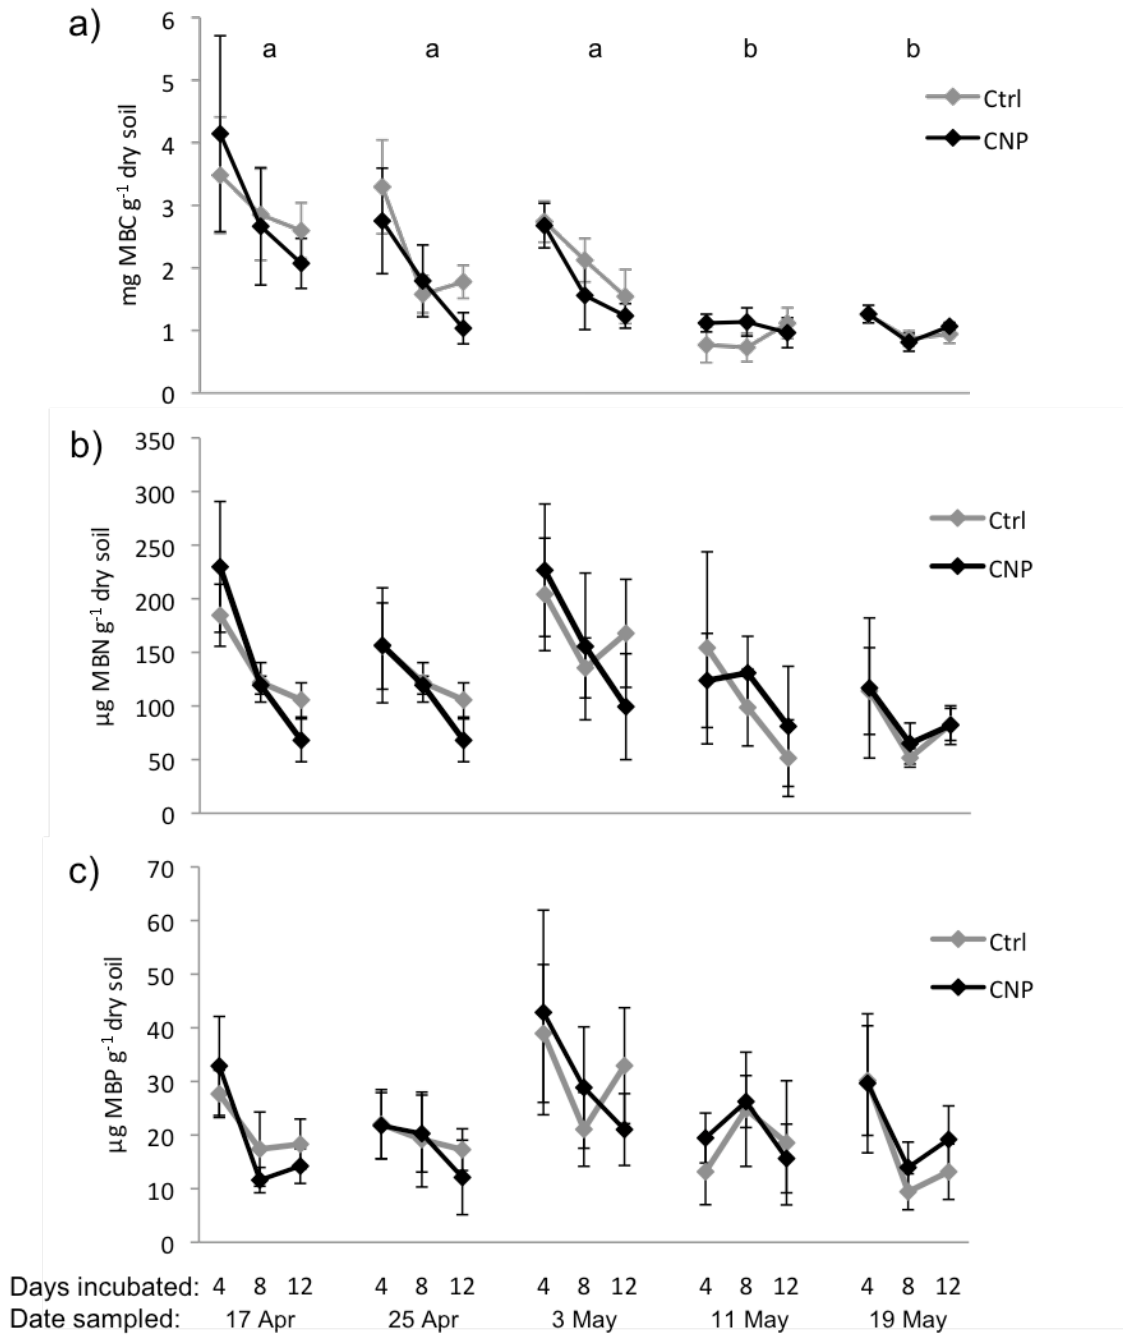 a)
mg MBC g-1 dry soil
6
5
4
3
2
1
0
a a a b b
Ctrl
CNP
b)
µg MBN g-1 dry soil
350
300
250
200
150
100
50
0
Ctrl
CNP
c)
µg MBP g-1 dry soil
70
60
50
40
30
20
10
0
Ctrl
CNP
Days incubated: 4 8 12 4 8 12 4 8 12 4 8 12 4 8 12
Date sampled: 17 Apr 25 Apr 3 May 11 May 19 May